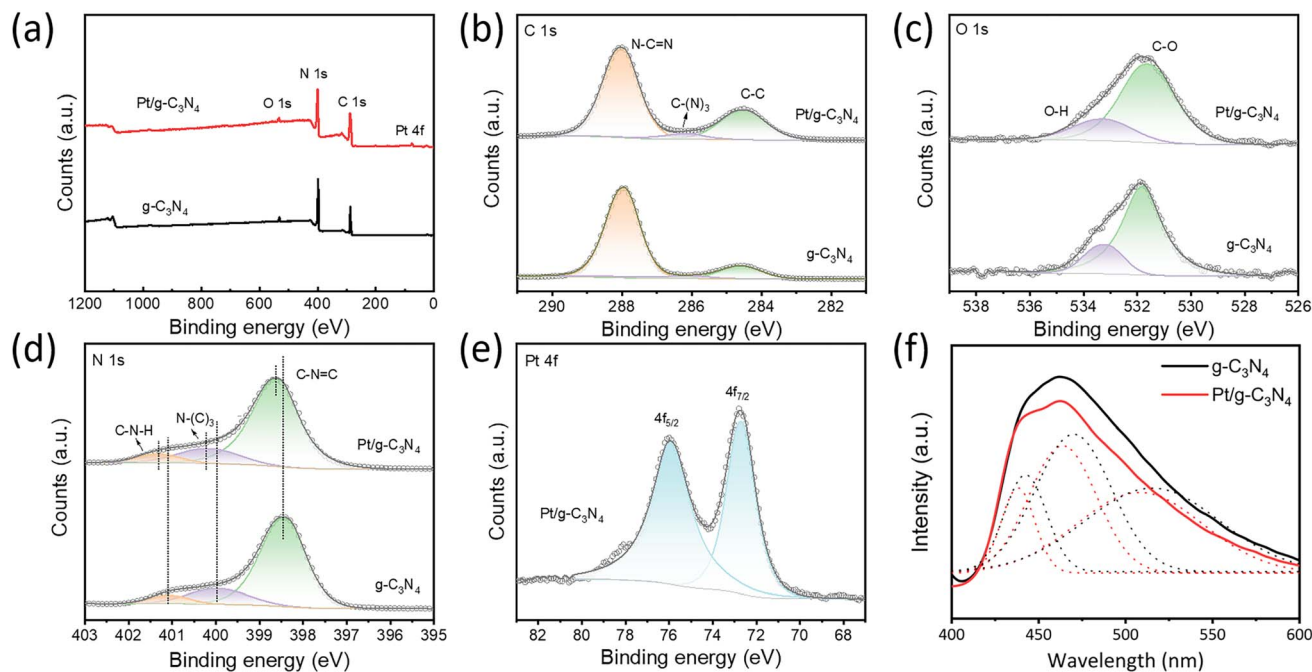 (a)
Counts (a.u.)
Pt/g-C₃N₄
O 1s
N 1s
C 1s
Pt 4f
g-C₃N₄
1200 1000 800 600 400 200 0
Binding energy (eV)
(b)
C 1s
Counts (a.u.)
N-C=N
C-(N)₃
C-C
Pt/g-C₃N₄
g-C₃N₄
290 288 286 284 282
Binding energy (eV)
(c)
O 1s
Counts (a.u.)
C-O
O-H
Pt/g-C₃N₄
g-C₃N₄
538 536 534 532 530 528 526
Binding energy (eV)
(d)
N 1s
Counts (a.u.)
C-N=C
N-(C)₃
C-N-H
Pt/g-C₃N₄
g-C₃N₄
403 402 401 400 399 398 397 396 395
Binding energy (eV)
(e)
Pt 4f
Counts (a.u.)
4f₅/₂
4f₇/₂
Pt/g-C₃N₄
82 80 78 76 74 72 70 68
Binding energy (eV)
(f)
Intensity (a.u.)
g-C₃N₄
Pt/g-C₃N₄
400 450 500 550 600
Wavelength (nm)